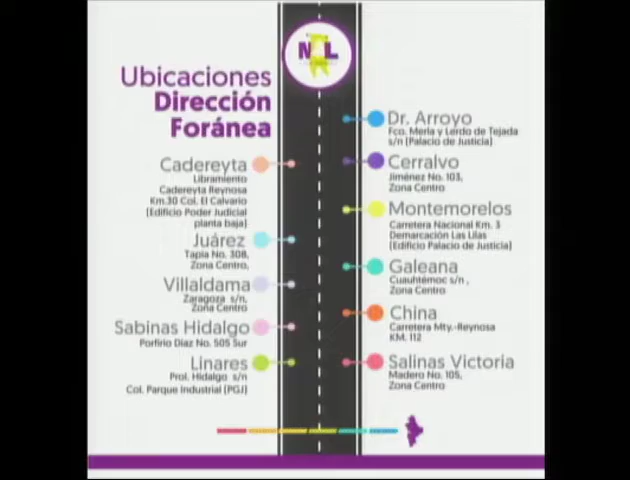 N L
Ubicaciones
Dirección
Foránea
Cadereyta
Libramiento
Cadereyta Reynosa
Km.30 Col. El Calvario
(Edificio Poder Judicial
planta baja)
Juárez
Tapia No. 308,
Zona Centro,
Villaldama
Zaragoza s/n,
Zona Centro
Sabinas Hidalgo
Porfirio Díaz No. 505 Sur
Linares
Prol. Hidalgo s/n
Col. Parque Industrial (PGJ)
Dr. Arroyo
Fco. Merla y Lerdo de Tejada
s/n (Palacio de Justicia)
Cerralvo
Jiménez No. 103,
Zona Centro
Montemorelos
Carretera Nacional Km. 3
Demarcación Las Lilas
(Edificio Palacio de Justicia)
Galeana
Cuauhtémoc s/n,
Zona Centro
China
Carretera Mty.-Reynosa
KM. 112
Salinas Victoria
Madero No. 105,
Zona Centro